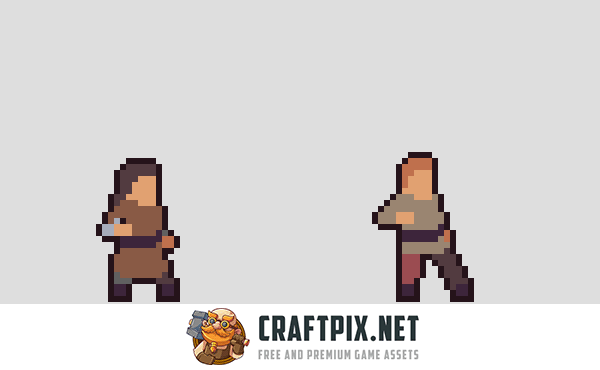 CRAFTPIX.NET
FREE AND PREMIUM GAME ASSETS